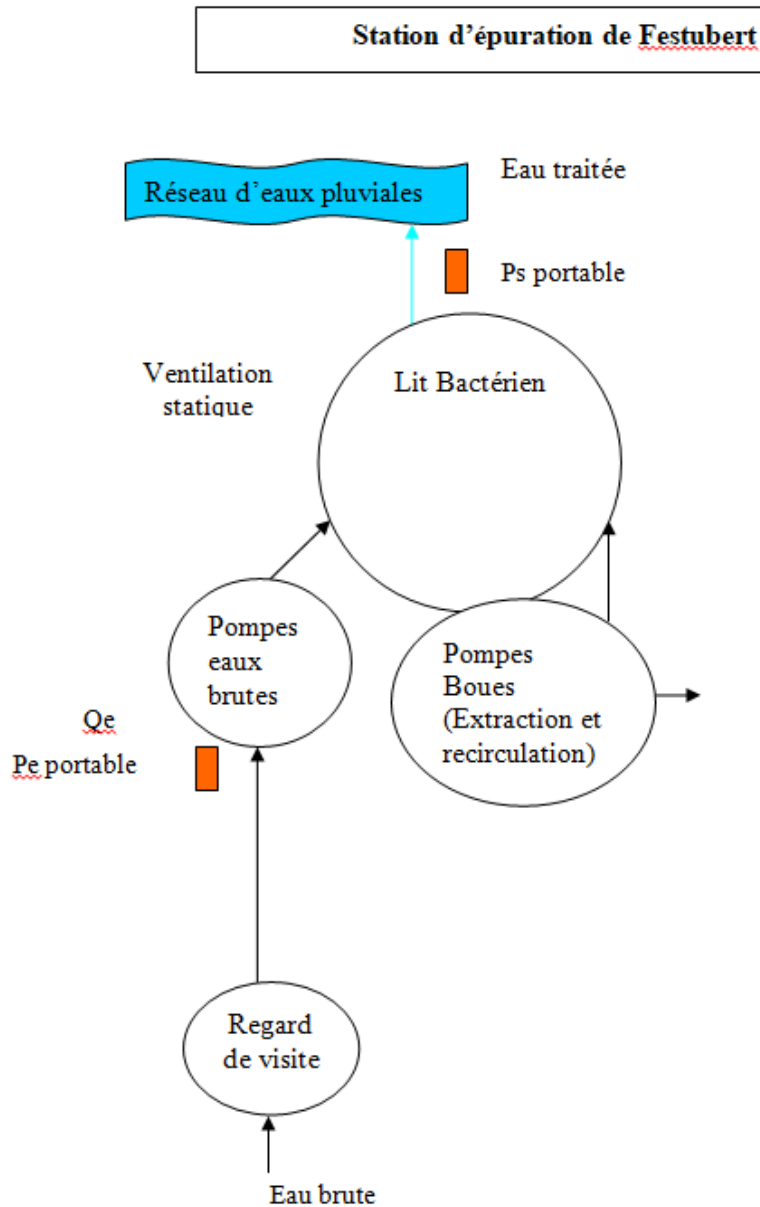 Station d’épuration de Festubert
Réseau d’eaux pluviales
Eau traitée
Ps portable
Ventilation
statique
Lit Bactérien
Pompes
eaux
brutes
Pompes
Boues
(Extraction et
recirculation)
Qe
Pe portable
Regard
de visite
Eau brute